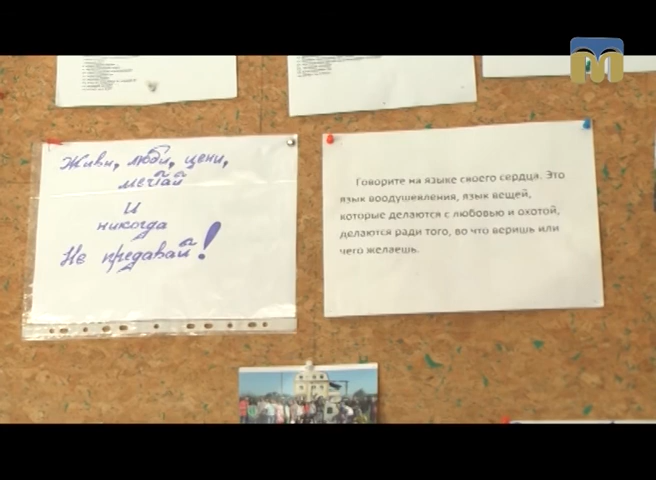 Живи, люби, цени,
мечтай
И
никогда
Не предавай!
Говорите на языке своего сердца. Это
язык воодушевления, язык вещей,
которые делаются с любовью и охотой,
делаются ради того, во что веришь или
чего желаешь.